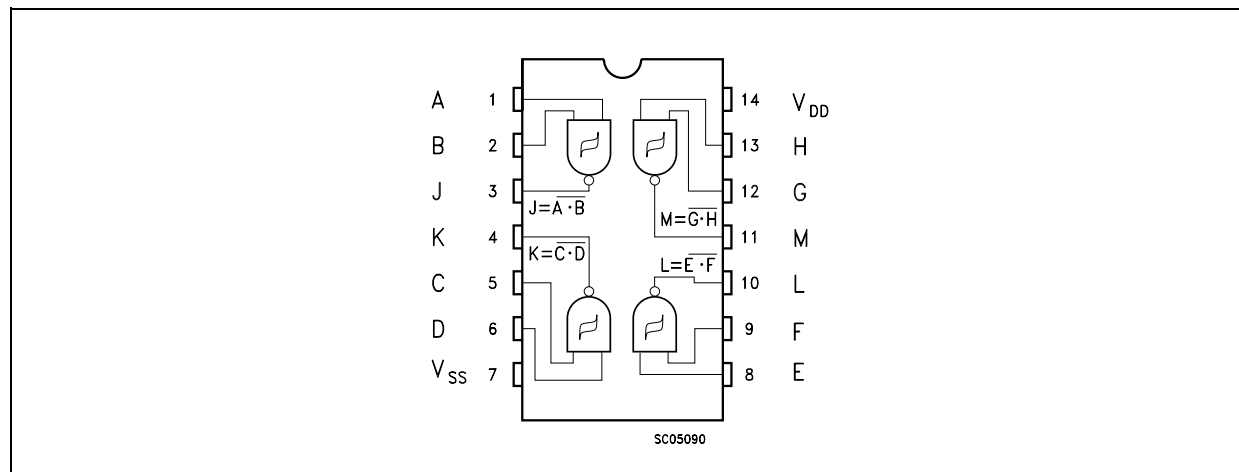 A 1 14 V_DD
B 2 13 H
J 3 12 G
J=A̅·̅B̅ M=G̅·̅H̅
K 4 11 M
K=C̅·̅D̅ L=E̅·̅F̅
C 5 10 L
D 6 9 F
V_SS 7 8 E
SC05090